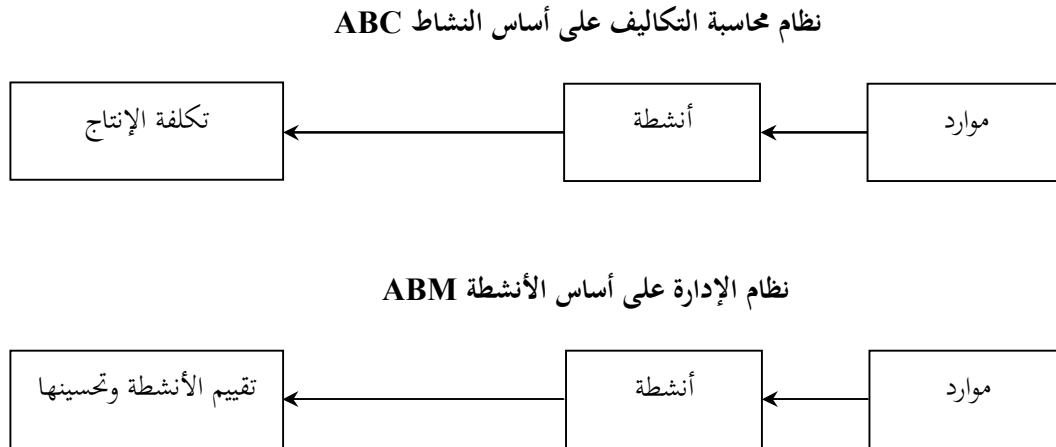 نظام محاسبة التكاليف على أساس النشاط ABC
موارد
أنشطة
تكلفة الإنتاج
نظام الإدارة على أساس الأنشطة ABM
موارد
أنشطة
تقييم الأنشطة وتحسينها